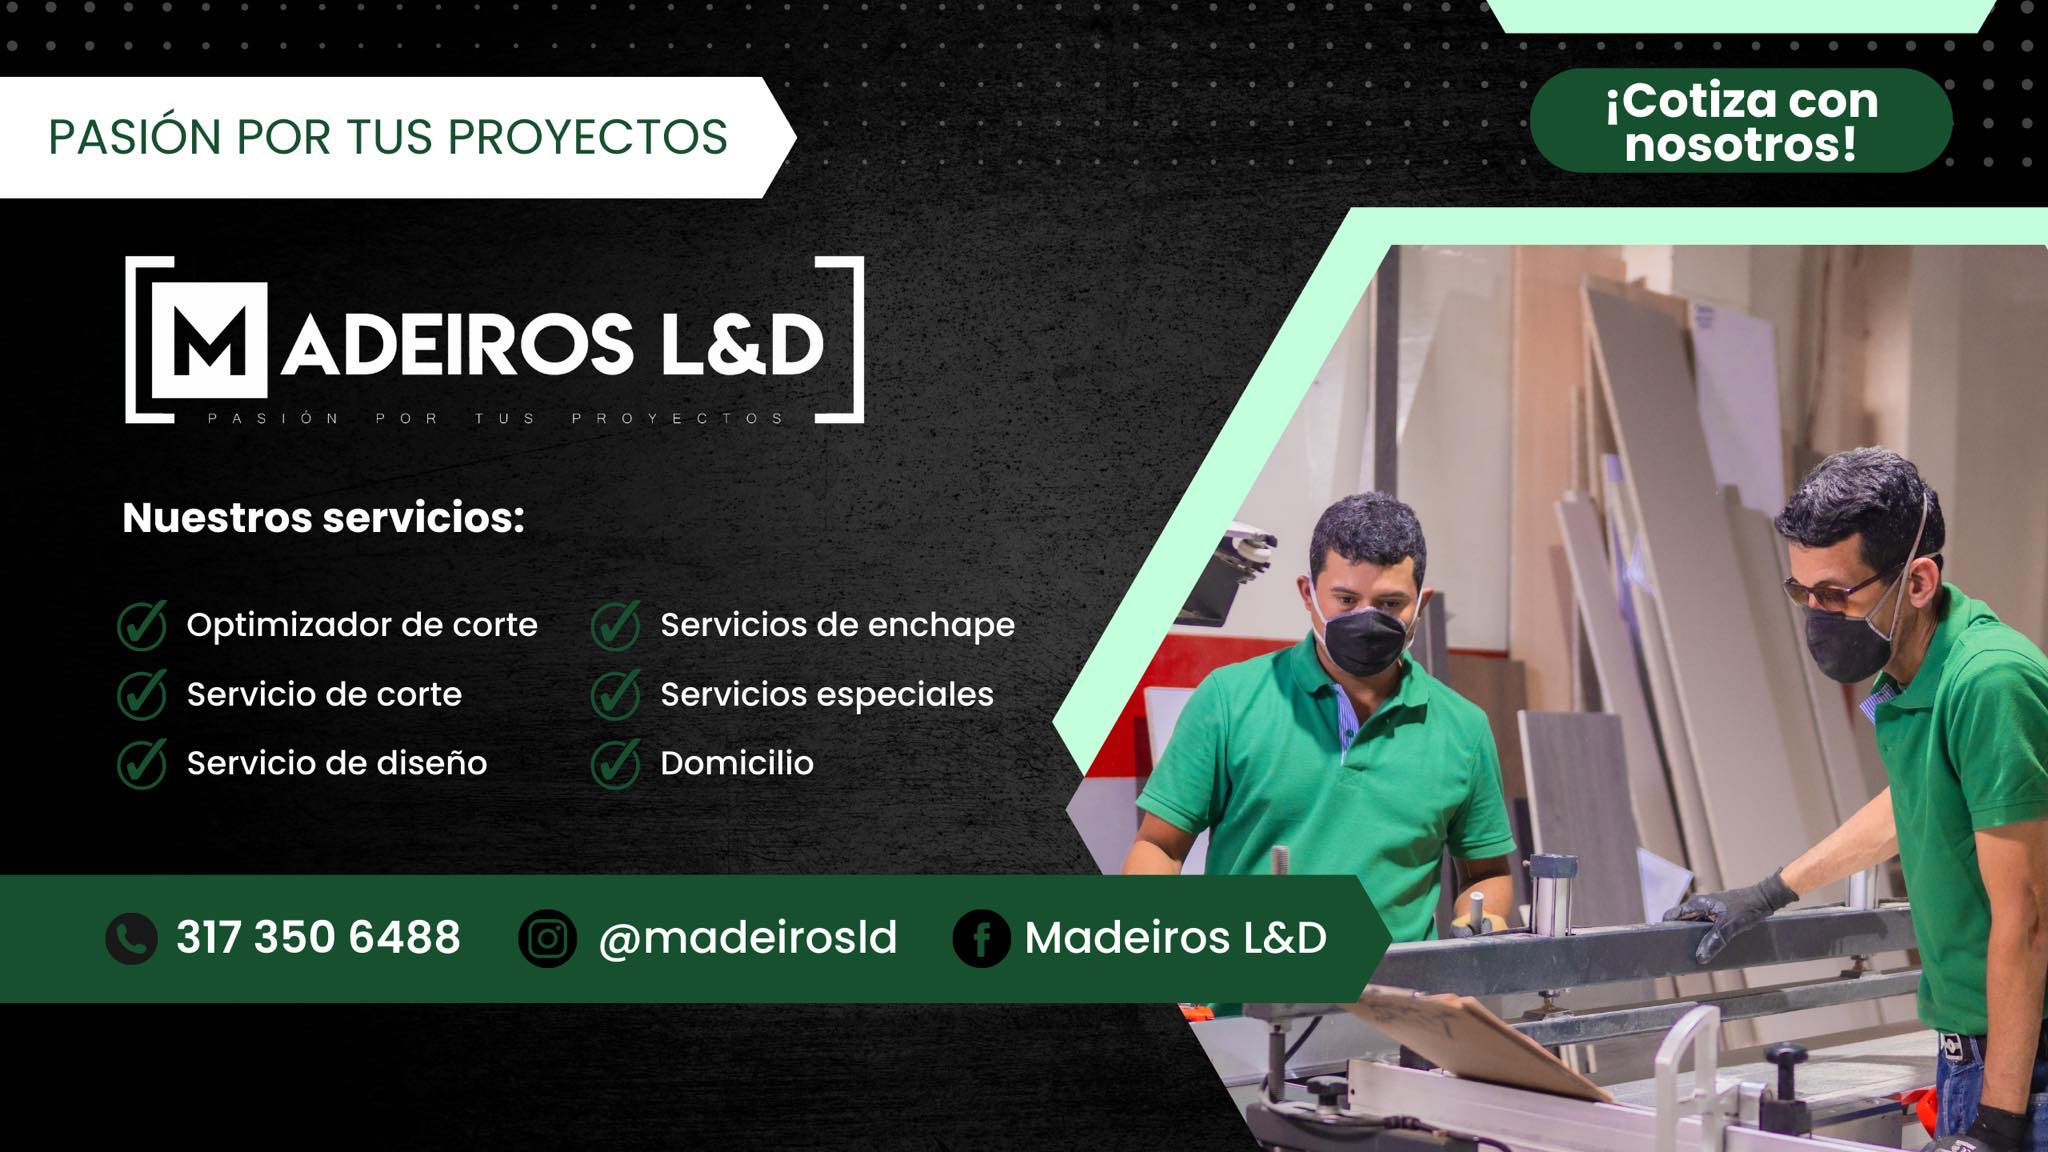 PASIÓN POR TUS PROYECTOS
¡Cotiza con
nosotros!
MADEIROS L&D
PASIÓN POR TUS PROYECTOS
Nuestros servicios:
Optimizador de corte
Servicio de corte
Servicio de diseño
Servicios de enchape
Servicios especiales
Domicilio
317 350 6488
@madeirosld
Madeiros L&D